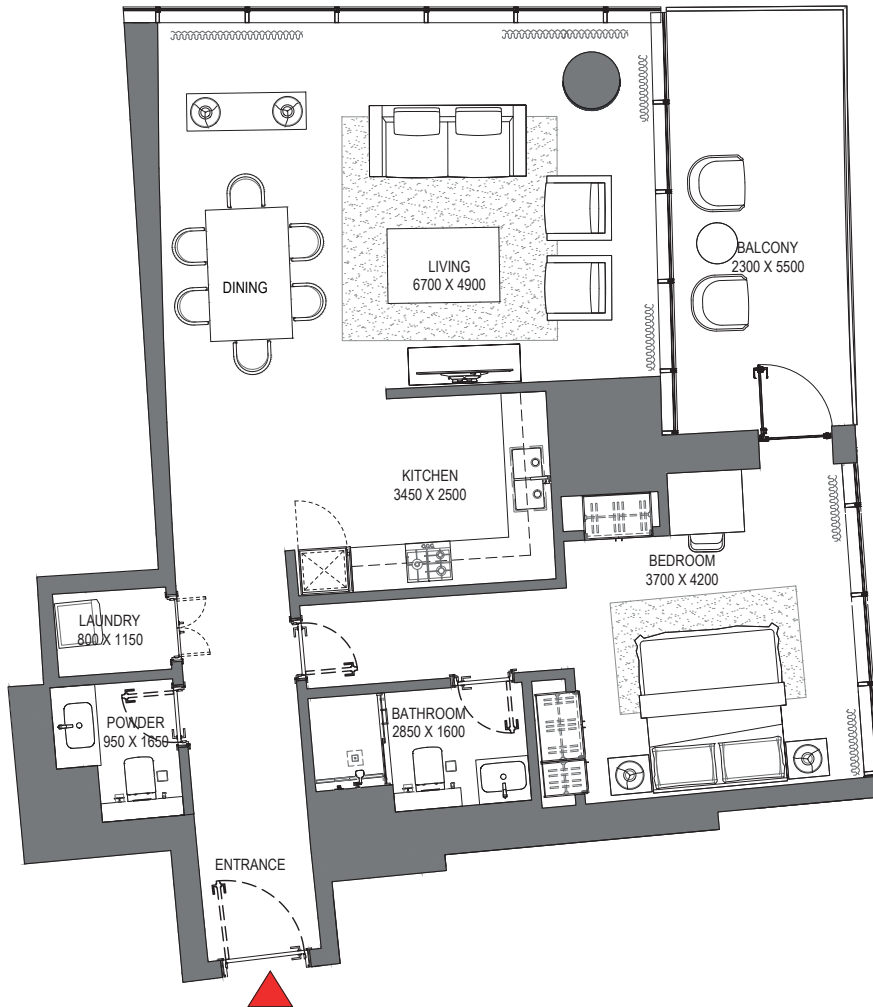 BALCONY
2300 X 5500
LIVING
6700 X 4900
DINING
KITCHEN
3450 X 2500
BEDROOM
3700 X 4200
LAUNDRY
800 X 1150
POWDER
950 X 1650
BATHROOM
2850 X 1600
ENTRANCE